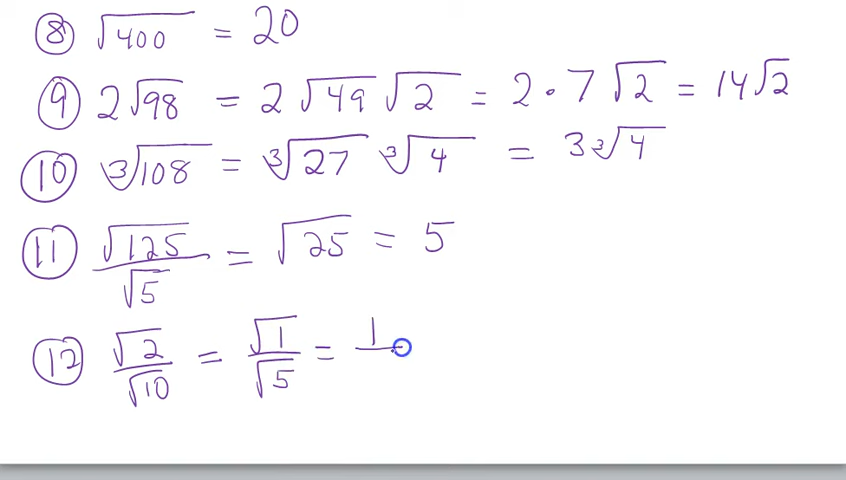 ⑧ √400 = 20
⑨ 2√98 = 2√49 √2 = 2・7√2 = 14√2
⑩ ∛108 = ∛27 ∛4 = 3∛4
⑪ √125/√5 = √25 = 5
⑫ √2/√10 = √1/√5 = 1/